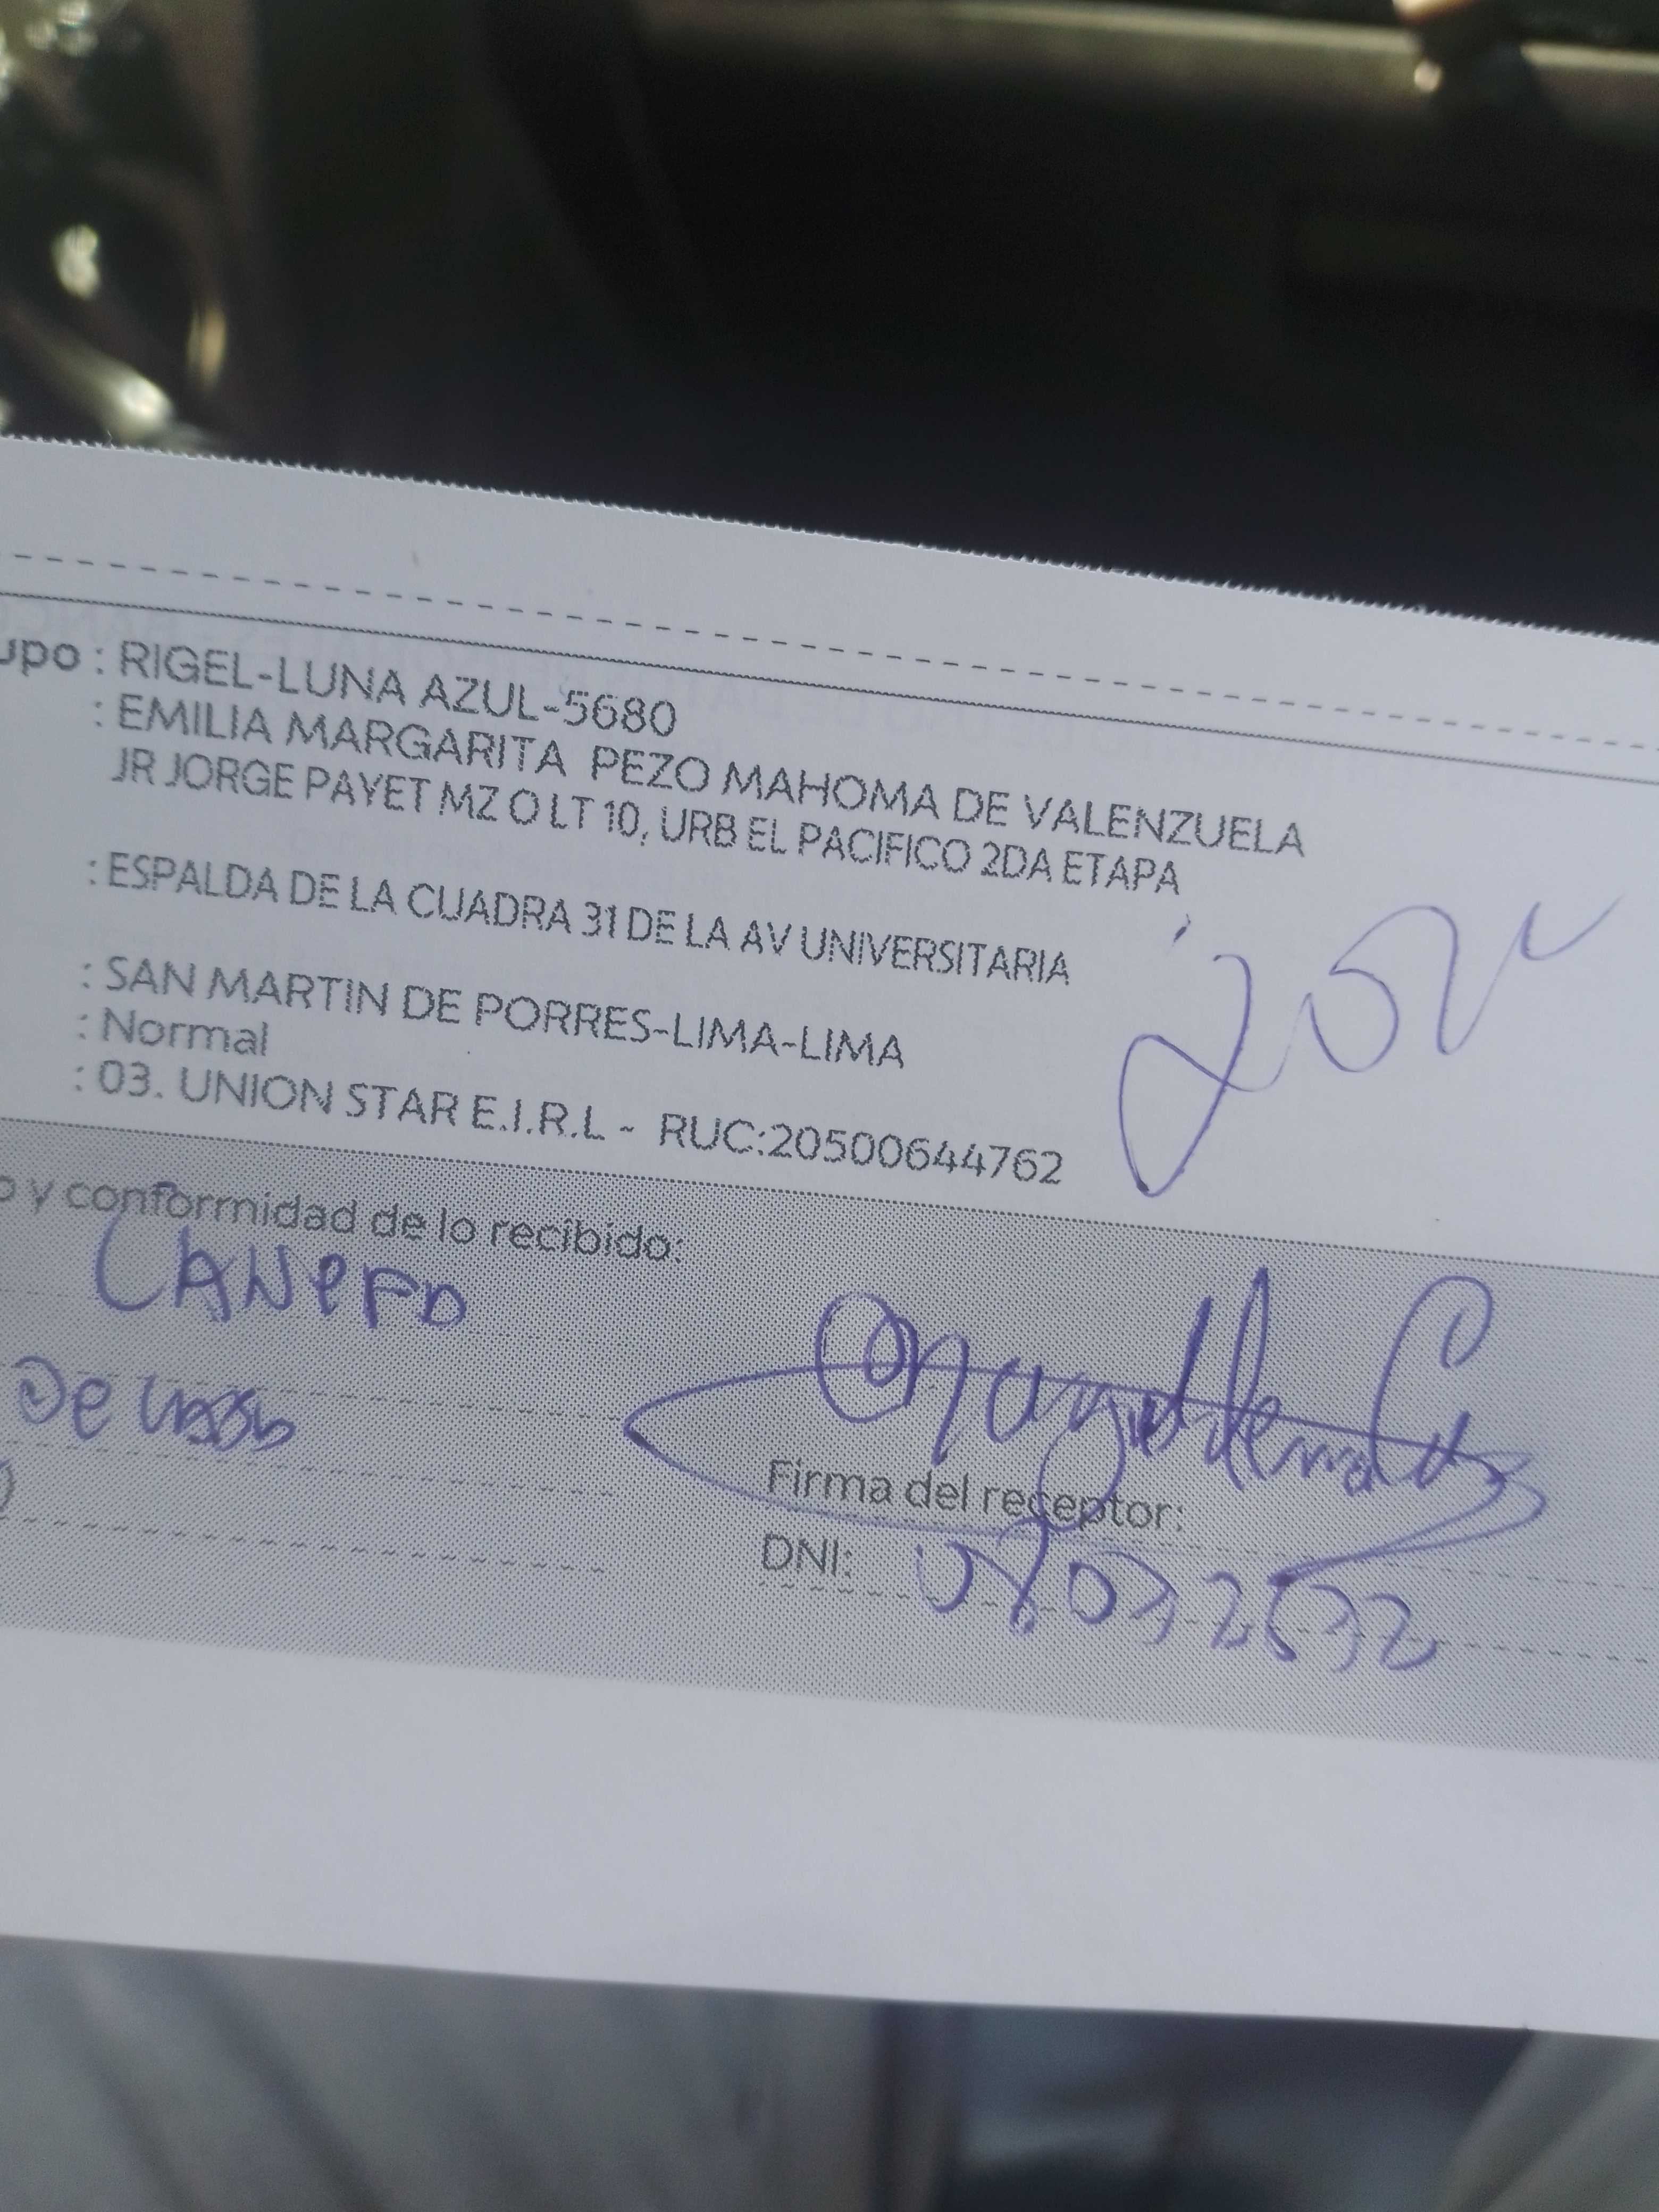 upo : RIGEL-LUNA AZUL-5680
: EMILIA MARGARITA PEZO MAHOMA DE VALENZUELA
JR JORGE PAYET MZ O LT 10, URB EL PACIFICO 2DA ETAPA
: ESPALDA DE LA CUADRA 31 DE LA AV UNIVERSITARIA
: SAN MARTIN DE PORRES-LIMA-LIMA
: Normal
: 03. UNION STAR E.I.R.L - RUC:20500644762
o y conformidad de lo recibido:
De
Firma del receptor:
DNI: